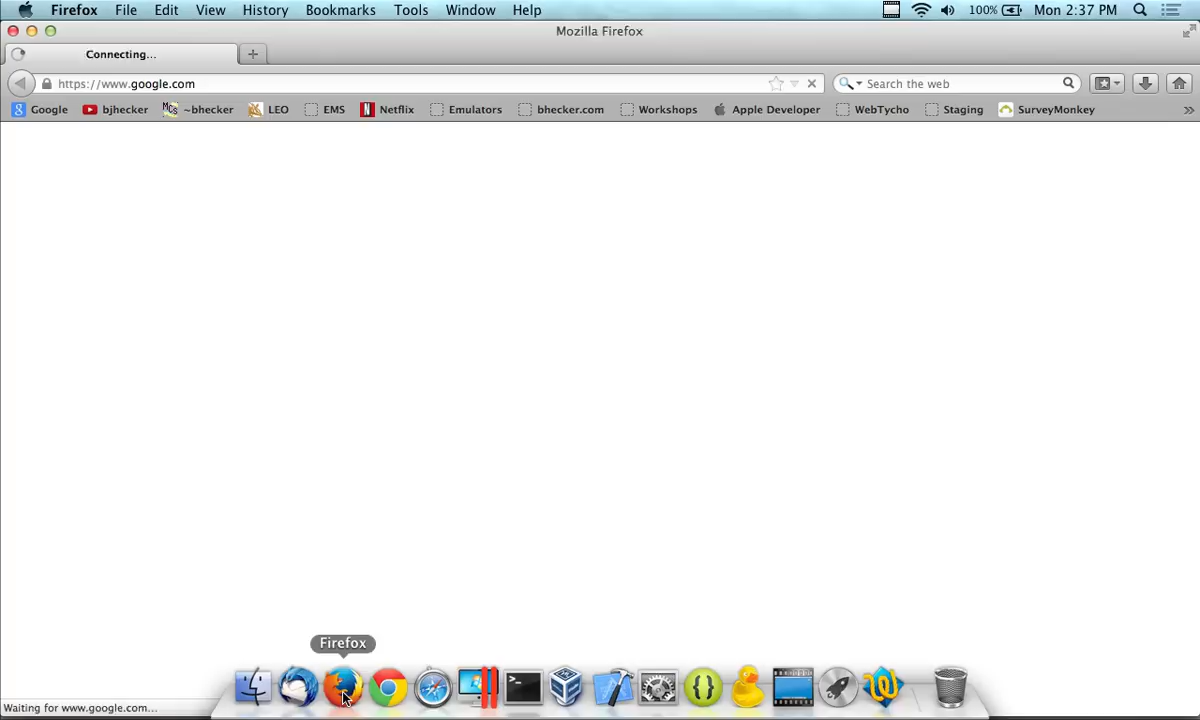 Firefox File Edit View History Bookmarks Tools Window Help 100% Mon 2:37 PM
Mozilla Firefox
Connecting...
https://www.google.com Search the web
Google bjhecker ~bhecker LEO EMS Netflix Emulators bhecker.com Workshops Apple Developer WebTycho Staging SurveyMonkey
Firefox
Waiting for www.google.com...